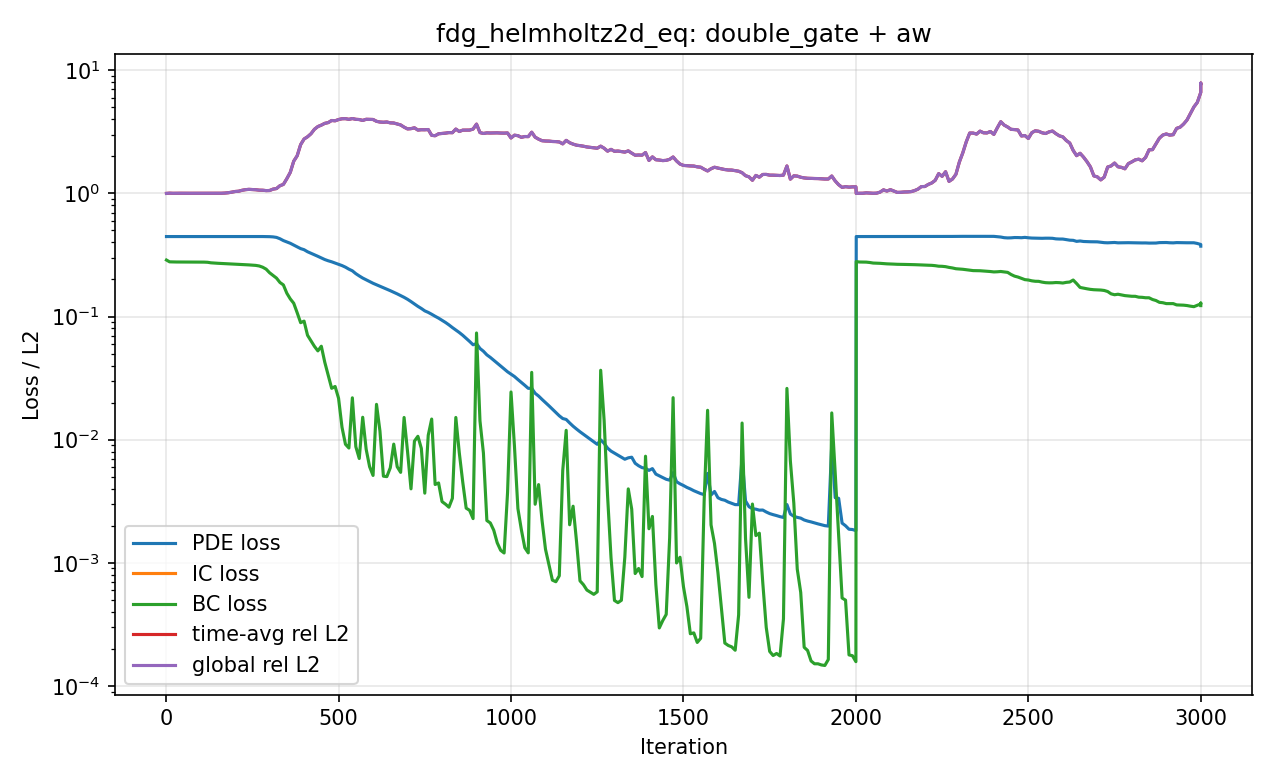 fdg_helmholtz2d_eq: double_gate + aw
Loss / L2
10¹
10⁰
10⁻¹
10⁻²
10⁻³
10⁻⁴
PDE loss
IC loss
BC loss
time-avg rel L2
global rel L2
0 500 1000 1500 2000 2500 3000
Iteration